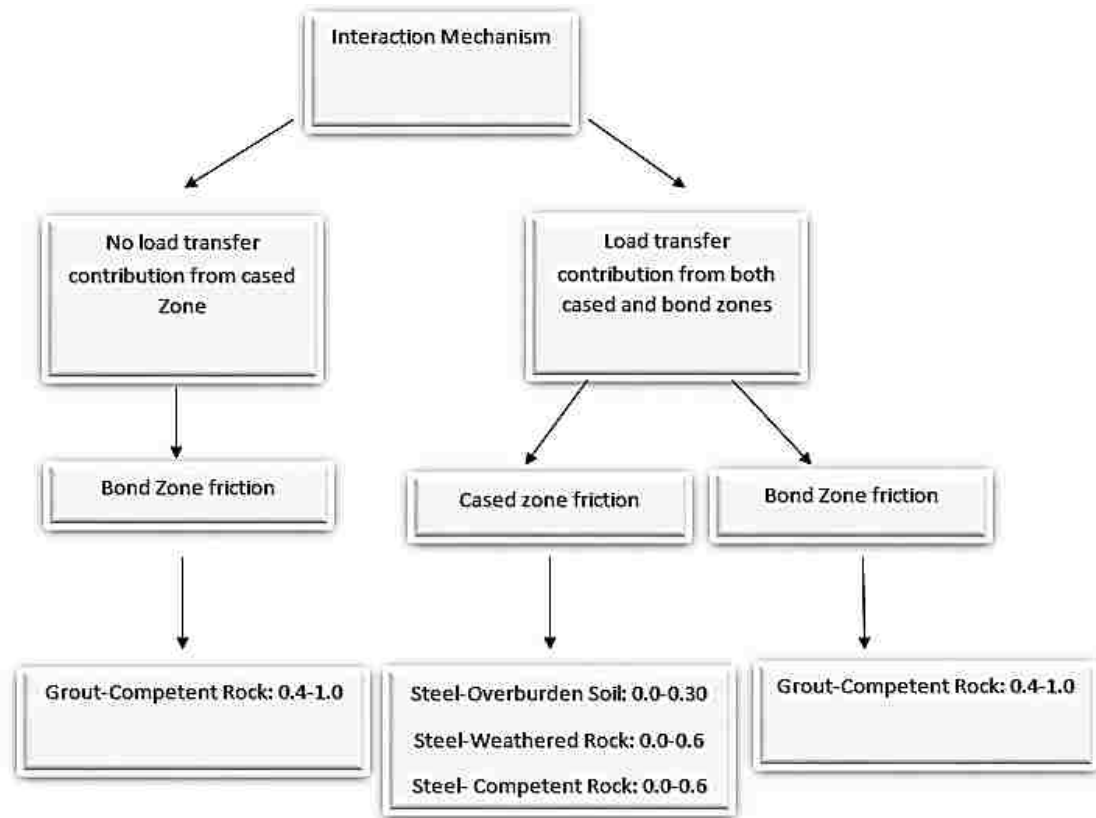 Interaction Mechanism
No load transfer
contribution from cased
Zone
Load transfer
contribution from both
cased and bond zones
Bond Zone friction
Cased zone friction
Bond Zone friction
Grout-Competent Rock: 0.4-1.0
Steel-Overburden Soil: 0.0-0.30
Steel-Weathered Rock: 0.0-0.6
Steel- Competent Rock: 0.0-0.6
Grout-Competent Rock: 0.4-1.0